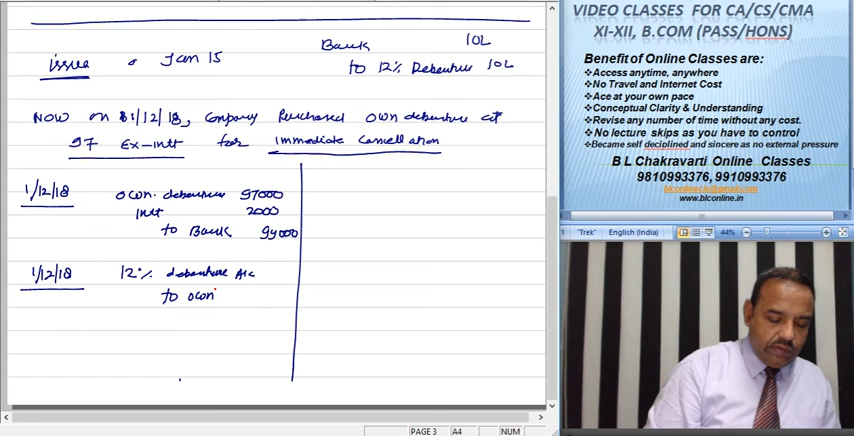 issue Jan 15 Bank 10L
to 12% Debenture 10L
NOW on 1/12/18, Company Purchased own debenture at
97 Ex-intt for immediate Cancellation
1/12/18 own debenture 97000
Intt 2000
to Bank 99000
1/12/18 12% debenture A/c
to own
VIDEO CLASSES FOR CA/CS/CMA
XI-XII, B.COM (PASS/HONS)
Benefit of Online Classes are:
❖Access anytime, anywhere
❖No Travel and Internet Cost
❖Ace at your own pace
❖Conceptual Clarity & Understanding
❖Revise any number of time without any cost.
❖No lecture skips as you have to control
❖Became self deciplined and sincere as no external pressure
B L Chakravarti Online Classes
9810993376, 9910993376
www.blconline.in
"Trek" English (India) 44%
PAGE 3 A4 NUM